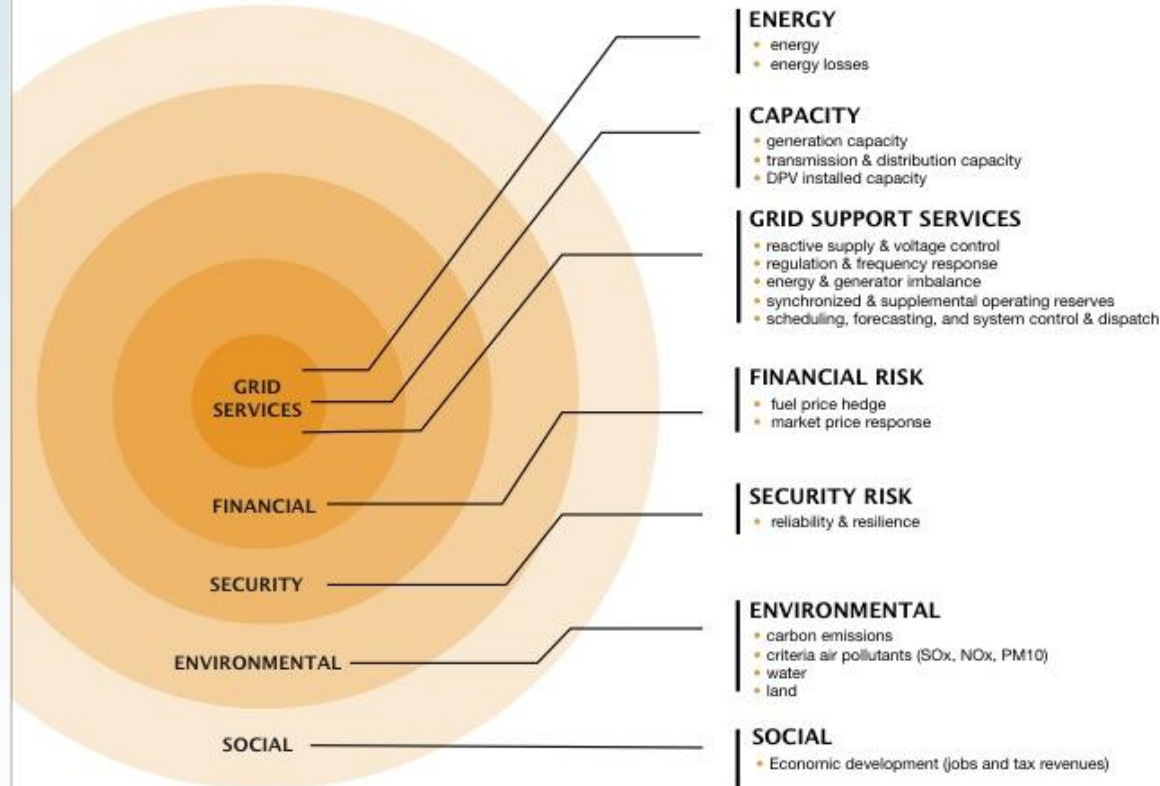 GRID
SERVICES
FINANCIAL
SECURITY
ENVIRONMENTAL
SOCIAL
ENERGY
• energy
• energy losses
CAPACITY
• generation capacity
• transmission & distribution capacity
• DPV installed capacity
GRID SUPPORT SERVICES
• reactive supply & voltage control
• regulation & frequency response
• energy & generator imbalance
• synchronized & supplemental operating reserves
• scheduling, forecasting, and system control & dispatch
FINANCIAL RISK
• fuel price hedge
• market price response
SECURITY RISK
• reliability & resilience
ENVIRONMENTAL
• carbon emissions
• criteria air pollutants (SOx, NOx, PM10)
• water
• land
SOCIAL
• Economic development (jobs and tax revenues)